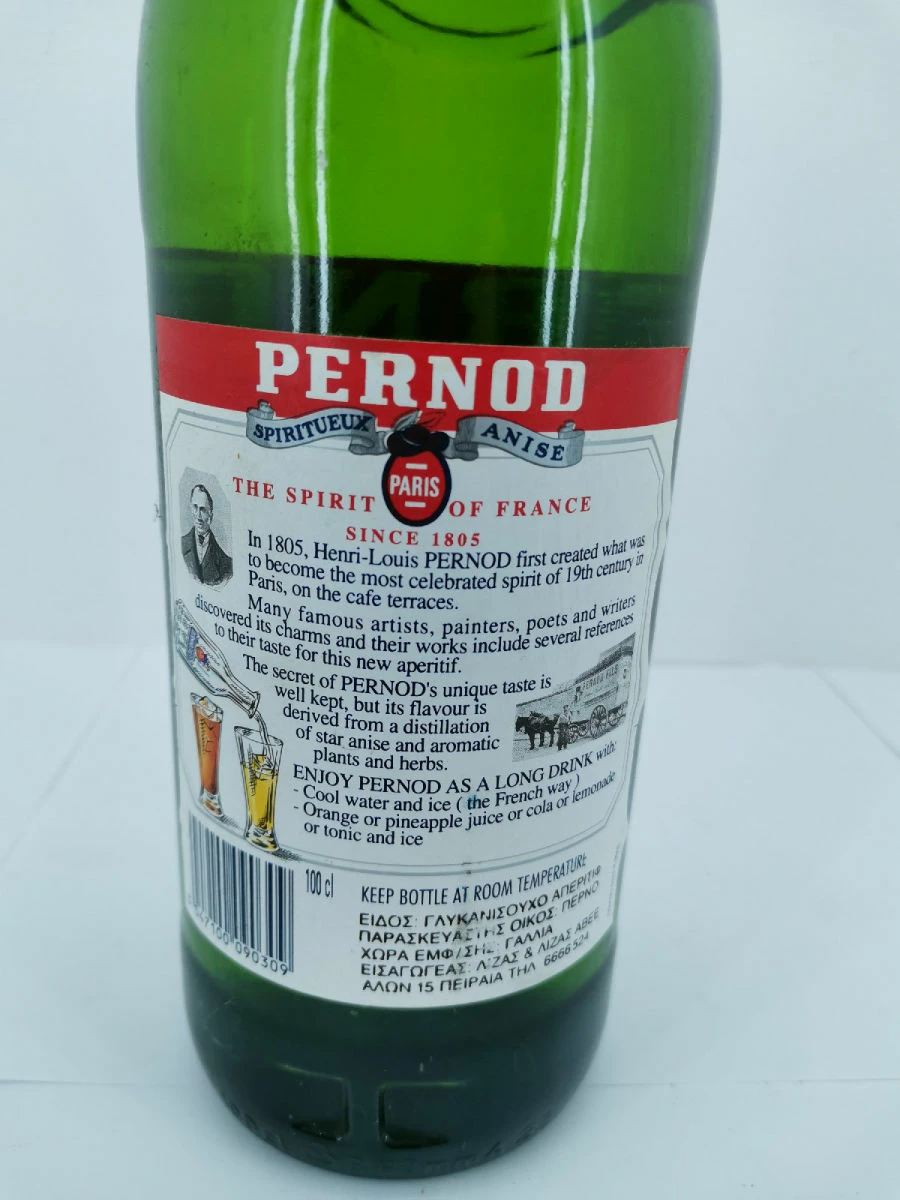 PERNOD
SPIRITUEUX ANISÉ
PARIS
THE SPIRIT OF FRANCE
SINCE 1805
In 1805, Henri-Louis PERNOD first created what was
to become the most celebrated spirit of 19th century in
Paris, on the cafe terraces.
Many famous artists, painters, poets and writers
discovered its charms and their works include several references
to their taste for this new aperitif.
The secret of PERNOD's unique taste is
well kept, but its flavour is
derived from a distillation
of star anise and aromatic
plants and herbs.
ENJOY PERNOD AS A LONG DRINK with:
- Cool water and ice ( the French way )
- Orange or pineapple juice or cola or lemonade
or tonic and ice
100 cl
KEEP BOTTLE AT ROOM TEMPERATURE
ΕΙΔΟΣ: ΓΛΥΚΑΝΙΣΟΥΧΟ ΑΠΕΡΙΤΙΦ
ΠΑΡΑΣΚΕΥΑΣΤΗΣ ΟΙΚΟΣ: ΠΕΡΝΟ
ΧΩΡΑ ΕΜΦ/ΣΗΣ: ΓΑΛΛΙΑ
ΕΙΣΑΓΩΓΕΑΣ: ΛΙΖΑΣ & ΛΙΖΑΣ ΑΒΕΕ
ΑΛΩΝ 15 ΠΕΙΡΑΙΑ ΤΗΛ 6666524
47100 090309